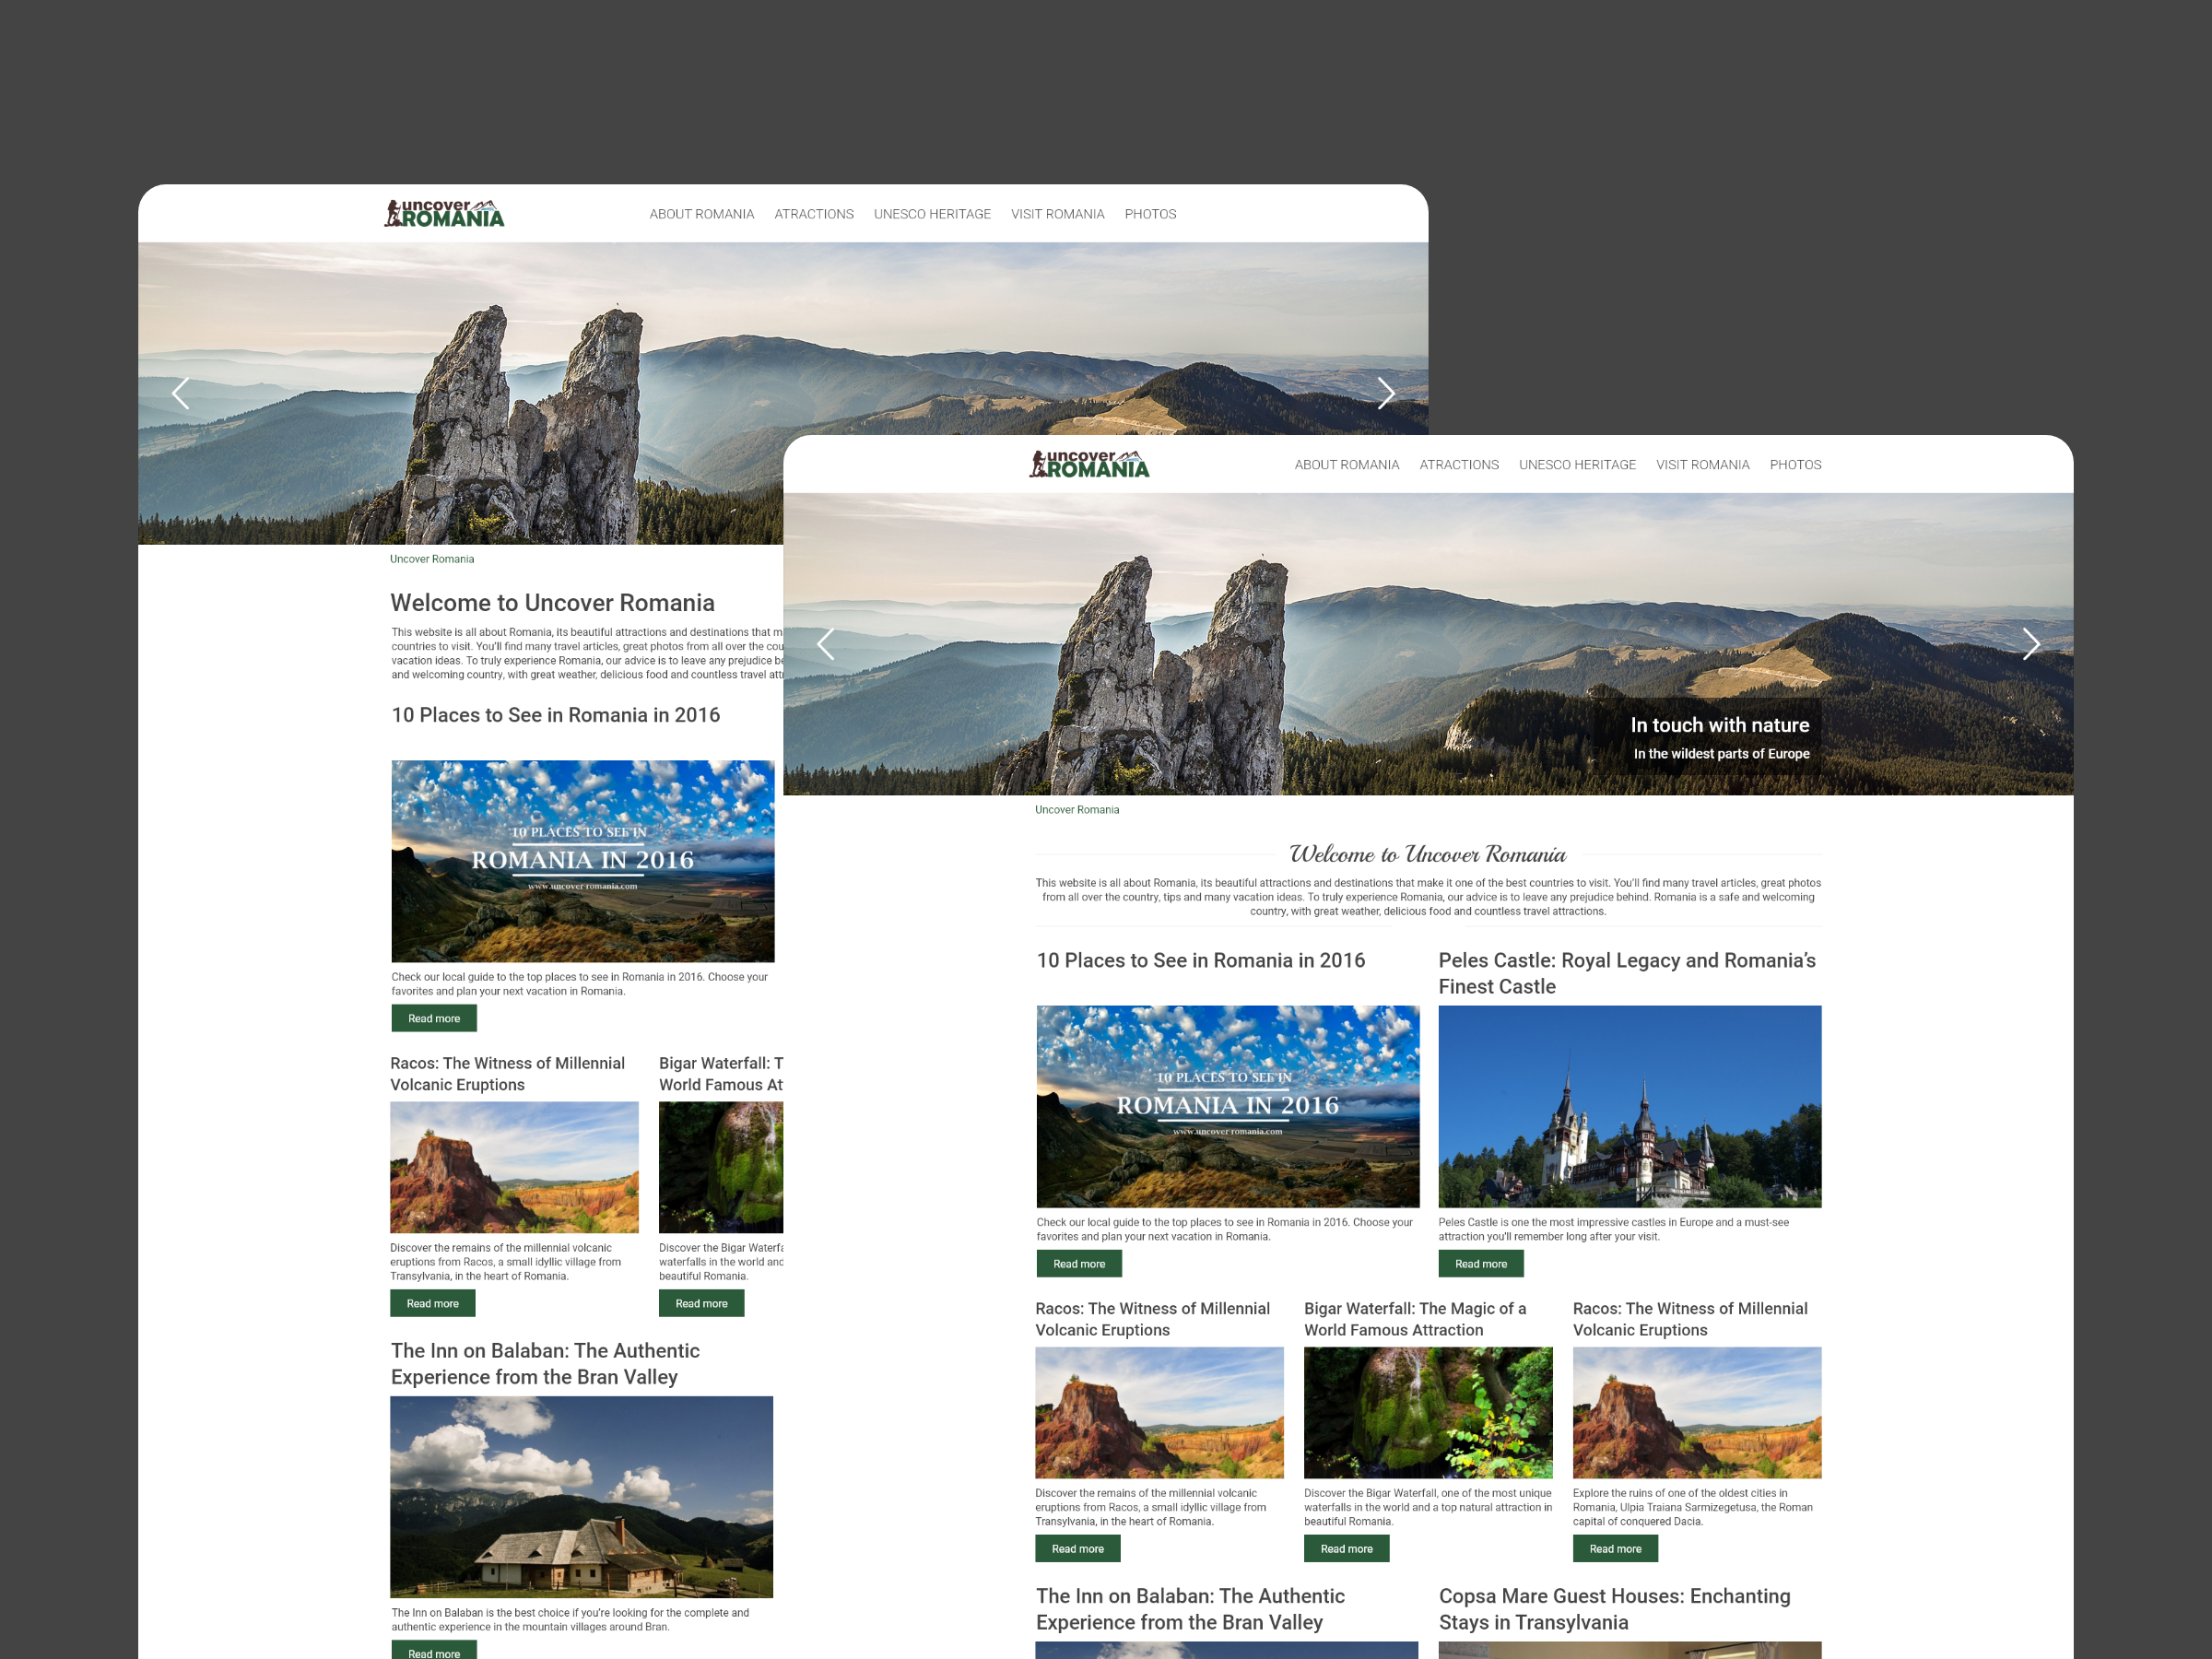 uncover
ROMANIA
ABOUT ROMANIA ATRACTIONS UNESCO HERITAGE VISIT ROMANIA PHOTOS
Uncover Romania
Welcome to Uncover Romania
This website is all about Romania, its beautiful attractions and destinations that m
countries to visit. You'll find many travel articles, great photos from all over the cou
vacation ideas. To truly experience Romania, our advice is to leave any prejudice be
and welcoming country, with great weather, delicious food and countless travel attr
10 Places to See in Romania in 2016
10 PLACES TO SEE IN
ROMANIA IN 2016
www.uncover-romania.com
Check our local guide to the top places to see in Romania in 2016. Choose your
favorites and plan your next vacation in Romania.
Read more
Racos: The Witness of Millennial
Volcanic Eruptions
Discover the remains of the millennial volcanic
eruptions from Racos, a small idyllic village from
Transylvania, in the heart of Romania.
Read more
Bigar Waterfall: T
World Famous At
Discover the Bigar Waterfa
waterfalls in the world and
beautiful Romania.
Read more
The Inn on Balaban: The Authentic
Experience from the Bran Valley
The Inn on Balaban is the best choice if you're looking for the complete and
authentic experience in the mountain villages around Bran.
Read more
uncover
ROMANIA
ABOUT ROMANIA ATRACTIONS UNESCO HERITAGE VISIT ROMANIA PHOTOS
In touch with nature
In the wildest parts of Europe
Uncover Romania
Welcome to Uncover Romania
This website is all about Romania, its beautiful attractions and destinations that make it one of the best countries to visit. You'll find many travel articles, great photos
from all over the country, tips and many vacation ideas. To truly experience Romania, our advice is to leave any prejudice behind. Romania is a safe and welcoming
country, with great weather, delicious food and countless travel attractions.
10 Places to See in Romania in 2016
10 PLACES TO SEE IN
ROMANIA IN 2016
www.uncover-romania.com
Check our local guide to the top places to see in Romania in 2016. Choose your
favorites and plan your next vacation in Romania.
Read more
Peles Castle: Royal Legacy and Romania's
Finest Castle
Peles Castle is one the most impressive castles in Europe and a must-see
attraction you'll remember long after your visit.
Read more
Racos: The Witness of Millennial
Volcanic Eruptions
Discover the remains of the millennial volcanic
eruptions from Racos, a small idyllic village from
Transylvania, in the heart of Romania.
Read more
Bigar Waterfall: The Magic of a
World Famous Attraction
Discover the Bigar Waterfall, one of the most unique
waterfalls in the world and a top natural attraction in
beautiful Romania.
Read more
Racos: The Witness of Millennial
Volcanic Eruptions
Explore the ruins of one of the oldest cities in
Romania, Ulpia Traiana Sarmizegetusa, the Roman
capital of conquered Dacia.
Read more
The Inn on Balaban: The Authentic
Experience from the Bran Valley
Copsa Mare Guest Houses: Enchanting
Stays in Transylvania